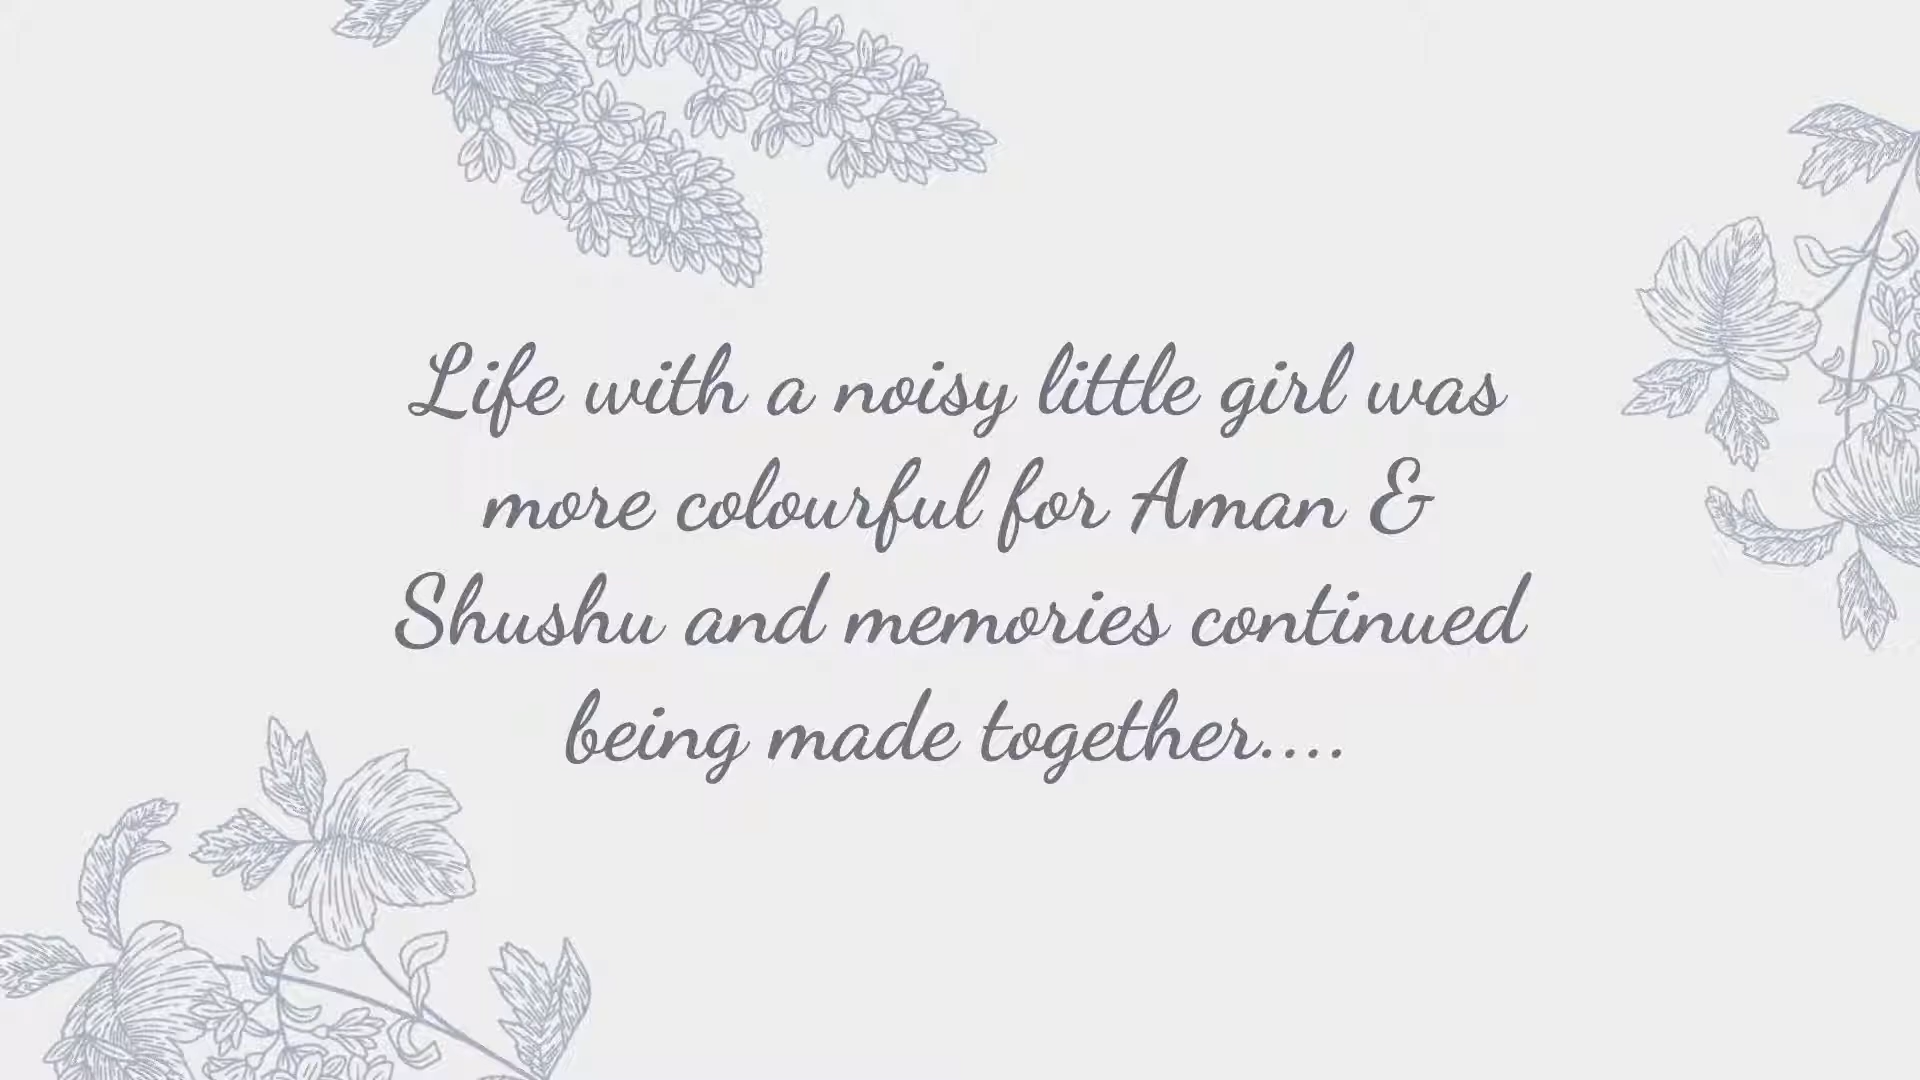 Life with a noisy little girl was
more colourful for Aman &
Shushu and memories continued
being made together....